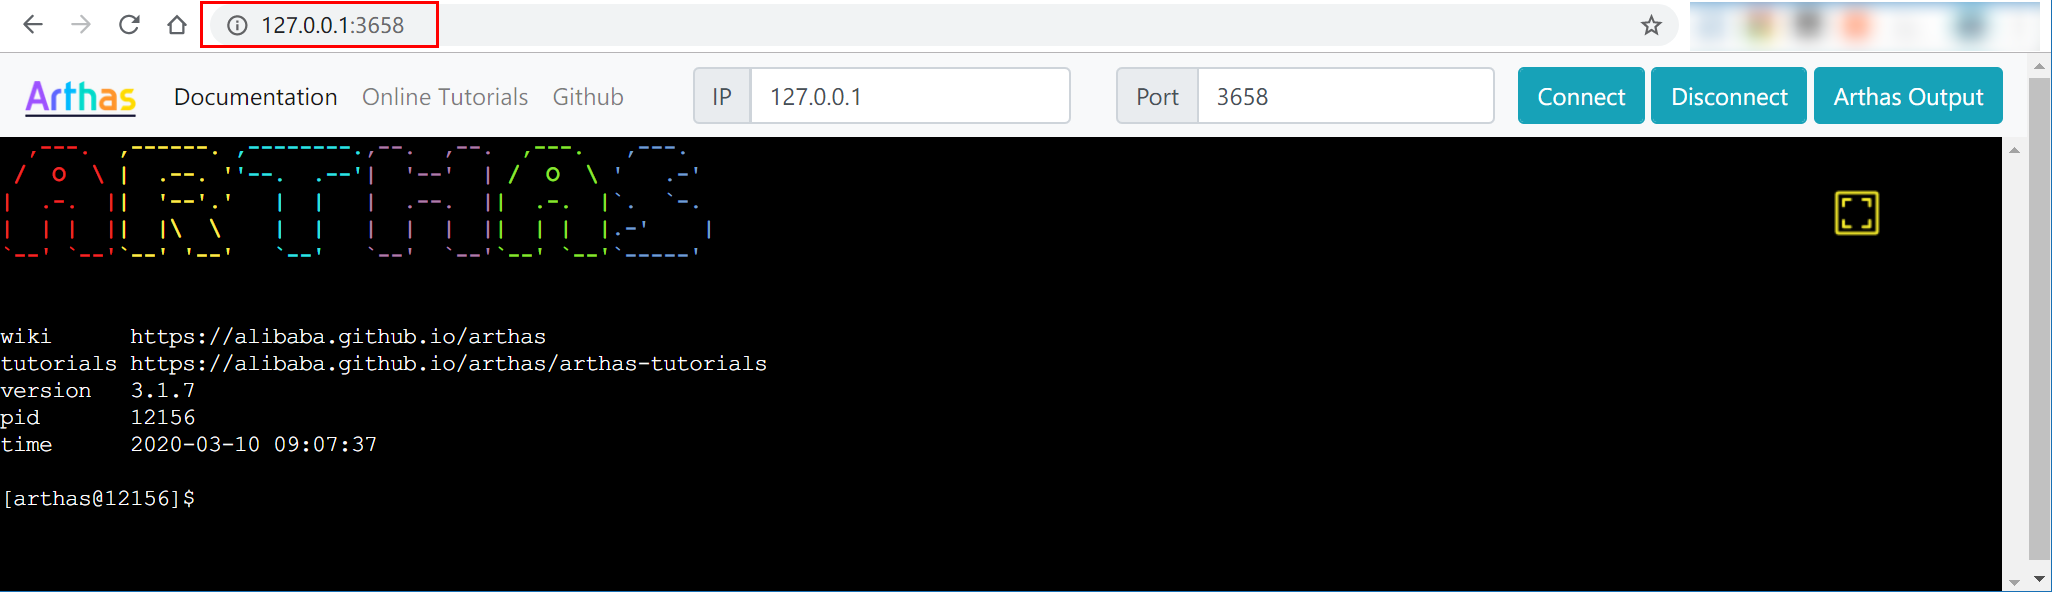 127.0.0.1:3658
Arthas Documentation Online Tutorials Github IP 127.0.0.1 Port 3658 Connect Disconnect Arthas Output
ARTHAS
wiki https://alibaba.github.io/arthas
tutorials https://alibaba.github.io/arthas/arthas-tutorials
version 3.1.7
pid 12156
time 2020-03-10 09:07:37
[arthas@12156]$